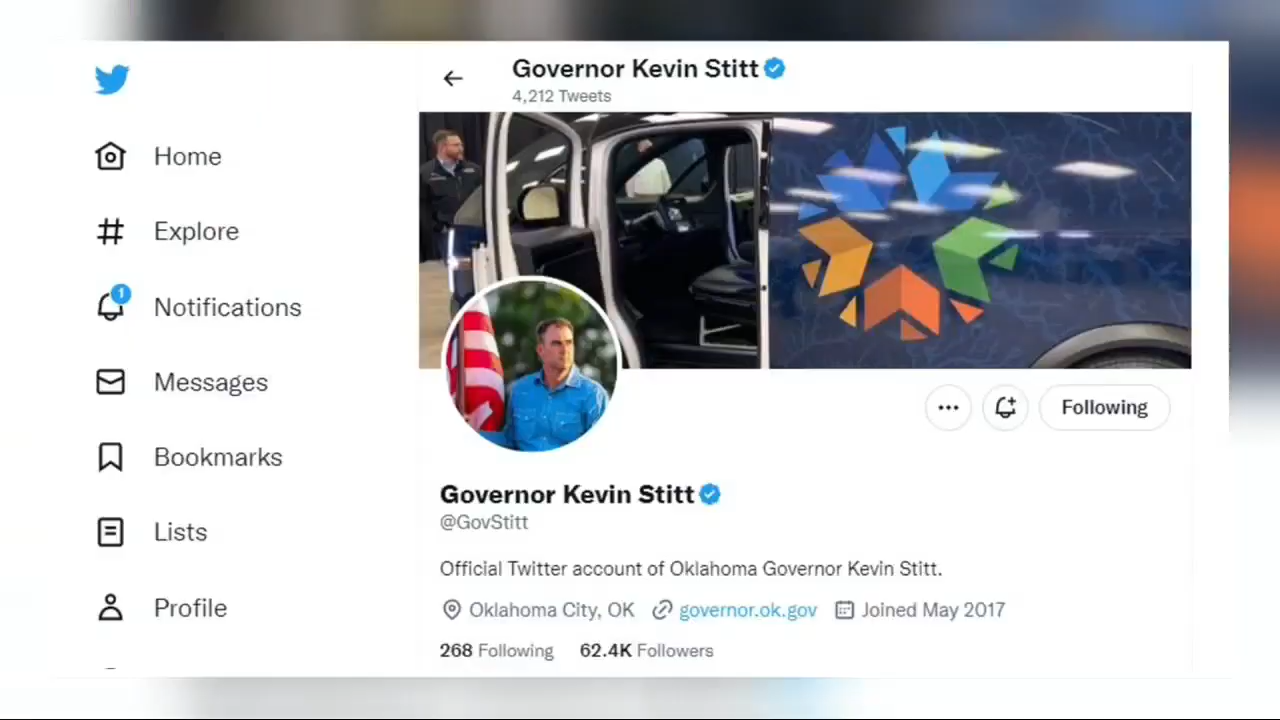 Governor Kevin Stitt
4,212 Tweets
Home
Explore
1
Notifications
Messages
Bookmarks
Lists
Profile
Following
Governor Kevin Stitt
@GovStitt
Official Twitter account of Oklahoma Governor Kevin Stitt.
Oklahoma City, OK governor.ok.gov Joined May 2017
268 Following 62.4K Followers